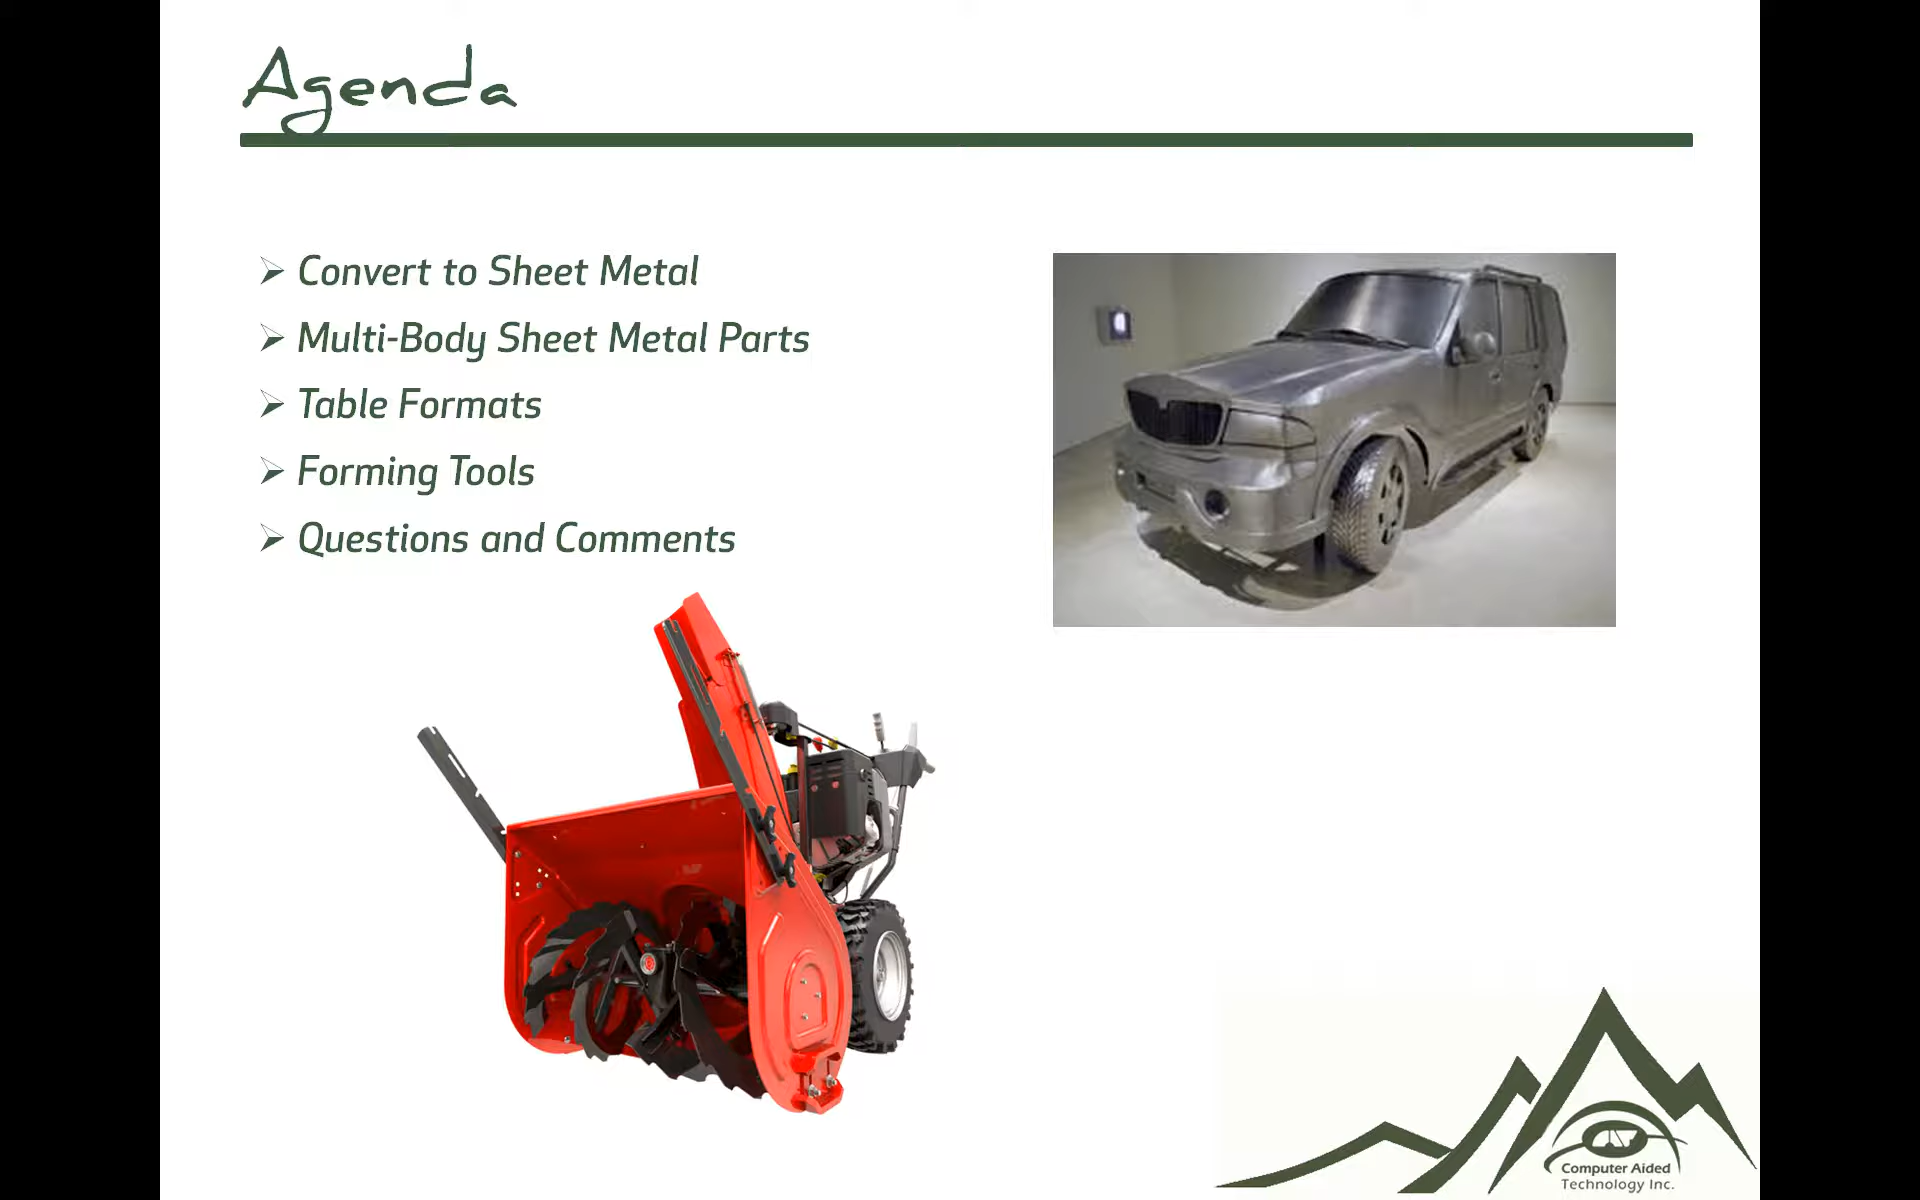 Agenda
Convert to Sheet Metal
Multi-Body Sheet Metal Parts
Table Formats
Forming Tools
Questions and Comments
Computer Aided
Technology Inc.